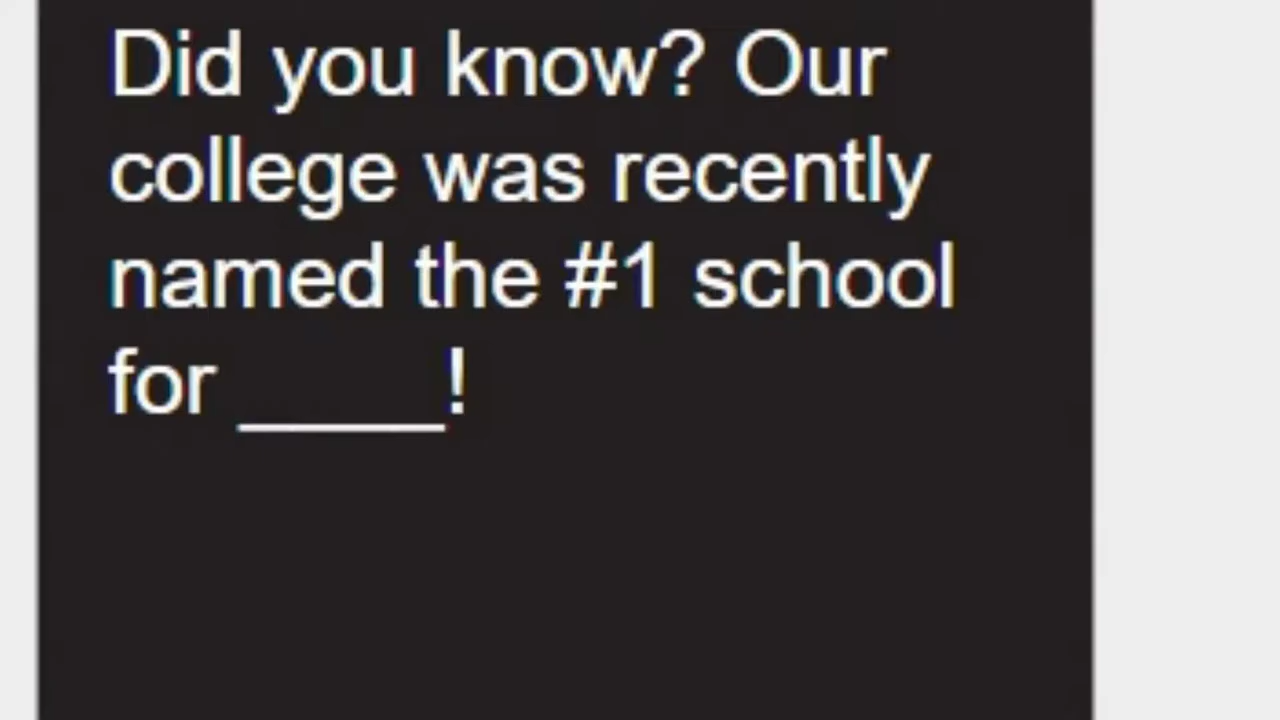 Did you know? Our
college was recently
named the #1 school
for _____!